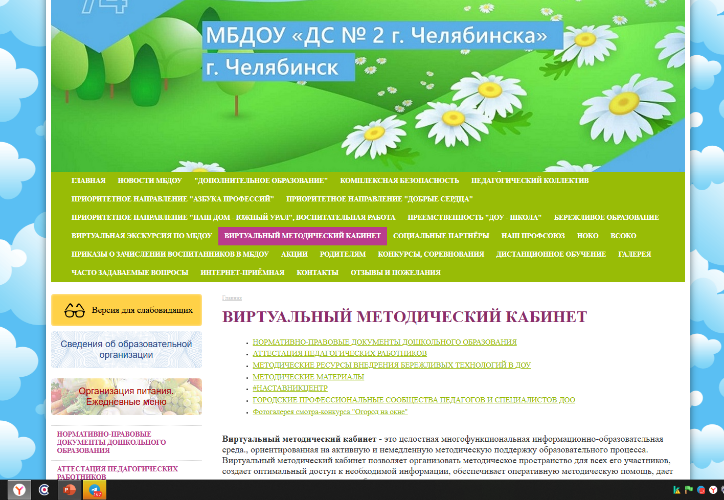 74
МБДОУ «ДС № 2 г. Челябинска»
г. Челябинск
ГЛАВНАЯ НОВОСТИ МБДОУ "ДОПОЛНИТЕЛЬНОЕ ОБРАЗОВАНИЕ" КОМПЛЕКСНАЯ БЕЗОПАСНОСТЬ ПЕДАГОГИЧЕСКИЙ КОЛЛЕКТИВ
ПРИОРИТЕТНОЕ НАПРАВЛЕНИЕ "АЗБУКА ПРОФЕССИЙ" ПРИОРИТЕТНОЕ НАПРАВЛЕНИЕ "ДОБРЫЕ СЕРДЦА"
ПРИОРИТЕТНОЕ НАПРАВЛЕНИЕ "НАШ ДОМ - ЮЖНЫЙ УРАЛ", ВОСПИТАТЕЛЬНАЯ РАБОТА ПРЕЕМСТВЕННОСТЬ "ДОУ - ШКОЛА" БЕРЕЖЛИВОЕ ОБРАЗОВАНИЕ
ВИРТУАЛЬНАЯ ЭКСКУРСИЯ ПО МБДОУ ВИРТУАЛЬНЫЙ МЕТОДИЧЕСКИЙ КАБИНЕТ СОЦИАЛЬНЫЕ ПАРТНЁРЫ НАШ ПРОФСОЮЗ НОКО ВСОКО
ПРИКАЗЫ О ЗАЧИСЛЕНИИ ВОСПИТАННИКОВ В МБДОУ АКЦИИ РОДИТЕЛЯМ КОНКУРСЫ, СОРЕВНОВАНИЯ ДИСТАНЦИОННОЕ ОБУЧЕНИЕ ГАЛЕРЕЯ
ЧАСТО ЗАДАВАЕМЫЕ ВОПРОСЫ ИНТЕРНЕТ-ПРИЁМНАЯ КОНТАКТЫ ОТЗЫВЫ И ПОЖЕЛАНИЯ
Версия для слабовидящих
Сведения об образовательной
организации
Организация питания.
Ежедневные меню
НОРМАТИВНО-ПРАВОВЫЕ
ДОКУМЕНТЫ ДОШКОЛЬНОГО
ОБРАЗОВАНИЯ
АТТЕСТАЦИЯ ПЕДАГОГИЧЕСКИХ
РАБОТНИКОВ
Главная
ВИРТУАЛЬНЫЙ МЕТОДИЧЕСКИЙ КАБИНЕТ
НОРМАТИВНО-ПРАВОВЫЕ ДОКУМЕНТЫ ДОШКОЛЬНОГО ОБРАЗОВАНИЯ
АТТЕСТАЦИЯ ПЕДАГОГИЧЕСКИХ РАБОТНИКОВ
МЕТОДИЧЕСКИЕ РЕСУРСЫ ВНЕДРЕНИЯ БЕРЕЖЛИВЫХ ТЕХНОЛОГИЙ В ДОУ
МЕТОДИЧЕСКИЕ МАТЕРИАЛЫ
#НАСТАВНИКЦЕНТР
ГОРОДСКИЕ ПРОФЕССИОНАЛЬНЫЕ СООБЩЕСТВА ПЕДАГОГОВ И СПЕЦИАЛИСТОВ ДОО
Фотогалерея смотра-конкурса "Огород на окне"
Виртуальный методический кабинет - это целостная многофункциональная информационно-образовательная
среда., ориентированная на активную и немедленную методическую поддержку образовательного процесса.
Виртуальный методический кабинет позволяет организовать методическое пространство для всех его участников.
создает оптимальный доступ к необходимой информации, обеспечивает оперативную методическую помощь, дает